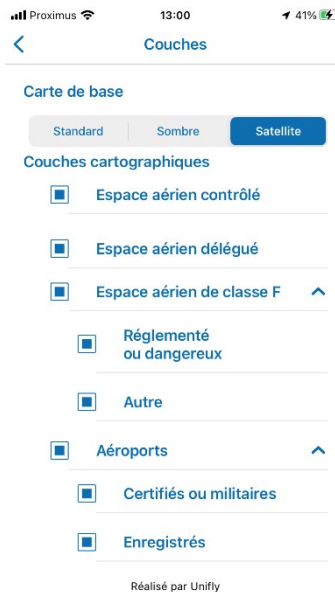 Proximus 13:00 41%
Couches
Carte de base
Standard Sombre Satellite
Couches cartographiques
Espace aérien contrôlé
Espace aérien délégué
Espace aérien de classe F
Réglementé
ou dangereux
Autre
Aéroports
Certifiés ou militaires
Enregistrés
Réalisé par Unifly